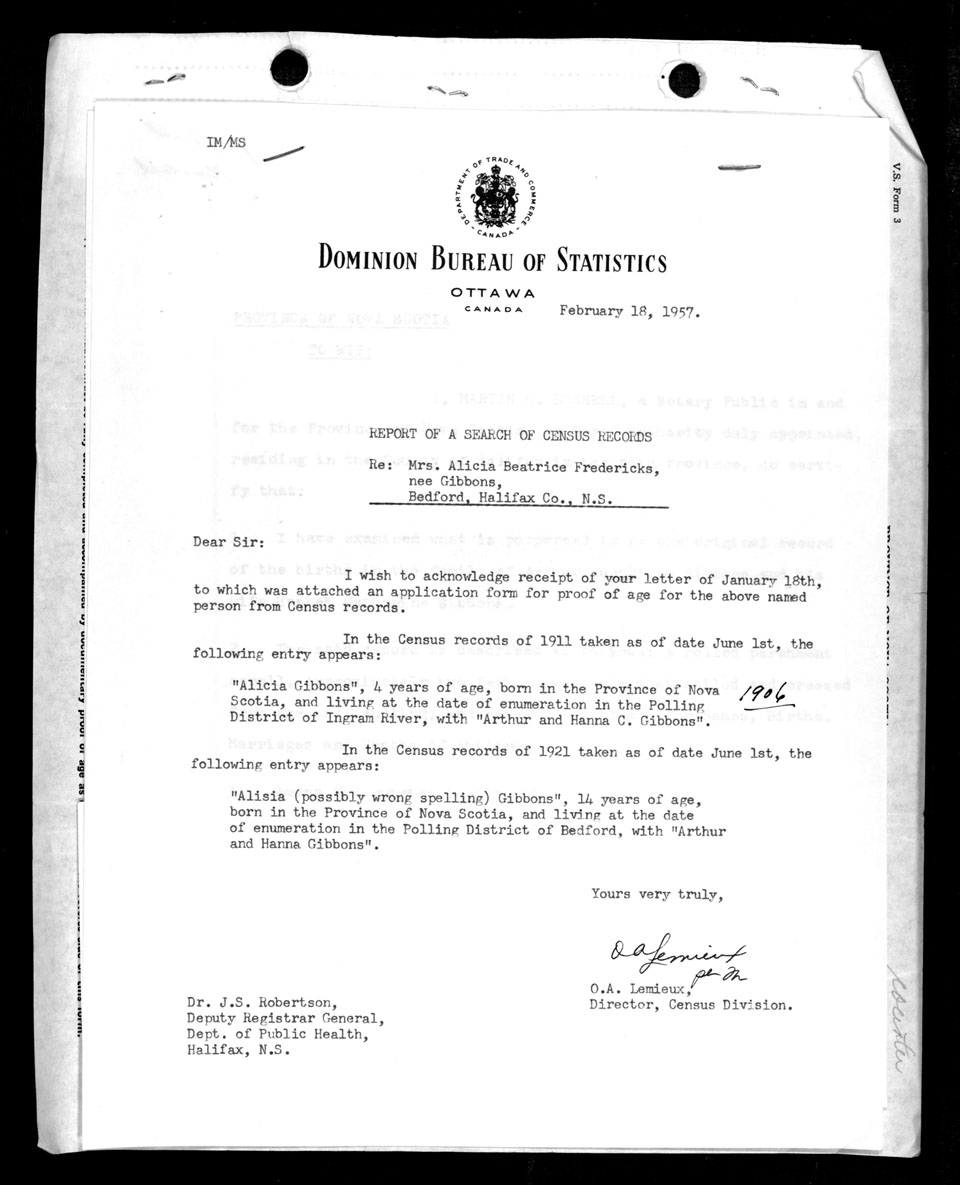 IM/MS
V.S. Form 3
DEPARTMENT OF TRADE AND COMMERCE
- CANADA -
DOMINION BUREAU OF STATISTICS
OTTAWA
CANADA
February 18, 1957.
PROVINCE OF NOVA SCOTIA
TO WIT:
REPORT OF A SEARCH OF CENSUS RECORDS
Re: Mrs. Alicia Beatrice Fredericks,
nee Gibbons,
Bedford, Halifax Co., N.S.
Dear Sir:
I wish to acknowledge receipt of your letter of January 18th,
to which was attached an application form for proof of age for the above named
person from Census records.
In the Census records of 1911 taken as of date June 1st, the
following entry appears:
"Alicia Gibbons", 4 years of age, born in the Province of Nova
Scotia, and living at the date of enumeration in the Polling
District of Ingram River, with "Arthur and Hanna C. Gibbons".
1906
In the Census records of 1921 taken as of date June 1st, the
following entry appears:
"Alisia (possibly wrong spelling) Gibbons", 14 years of age,
born in the Province of Nova Scotia, and living at the date
of enumeration in the Polling District of Bedford, with "Arthur
and Hanna Gibbons".
Yours very truly,
O A Lemieux
per
O.A. Lemieux,
Director, Census Division.
Dr. J.S. Robertson,
Deputy Registrar General,
Dept. of Public Health,
Halifax, N.S.